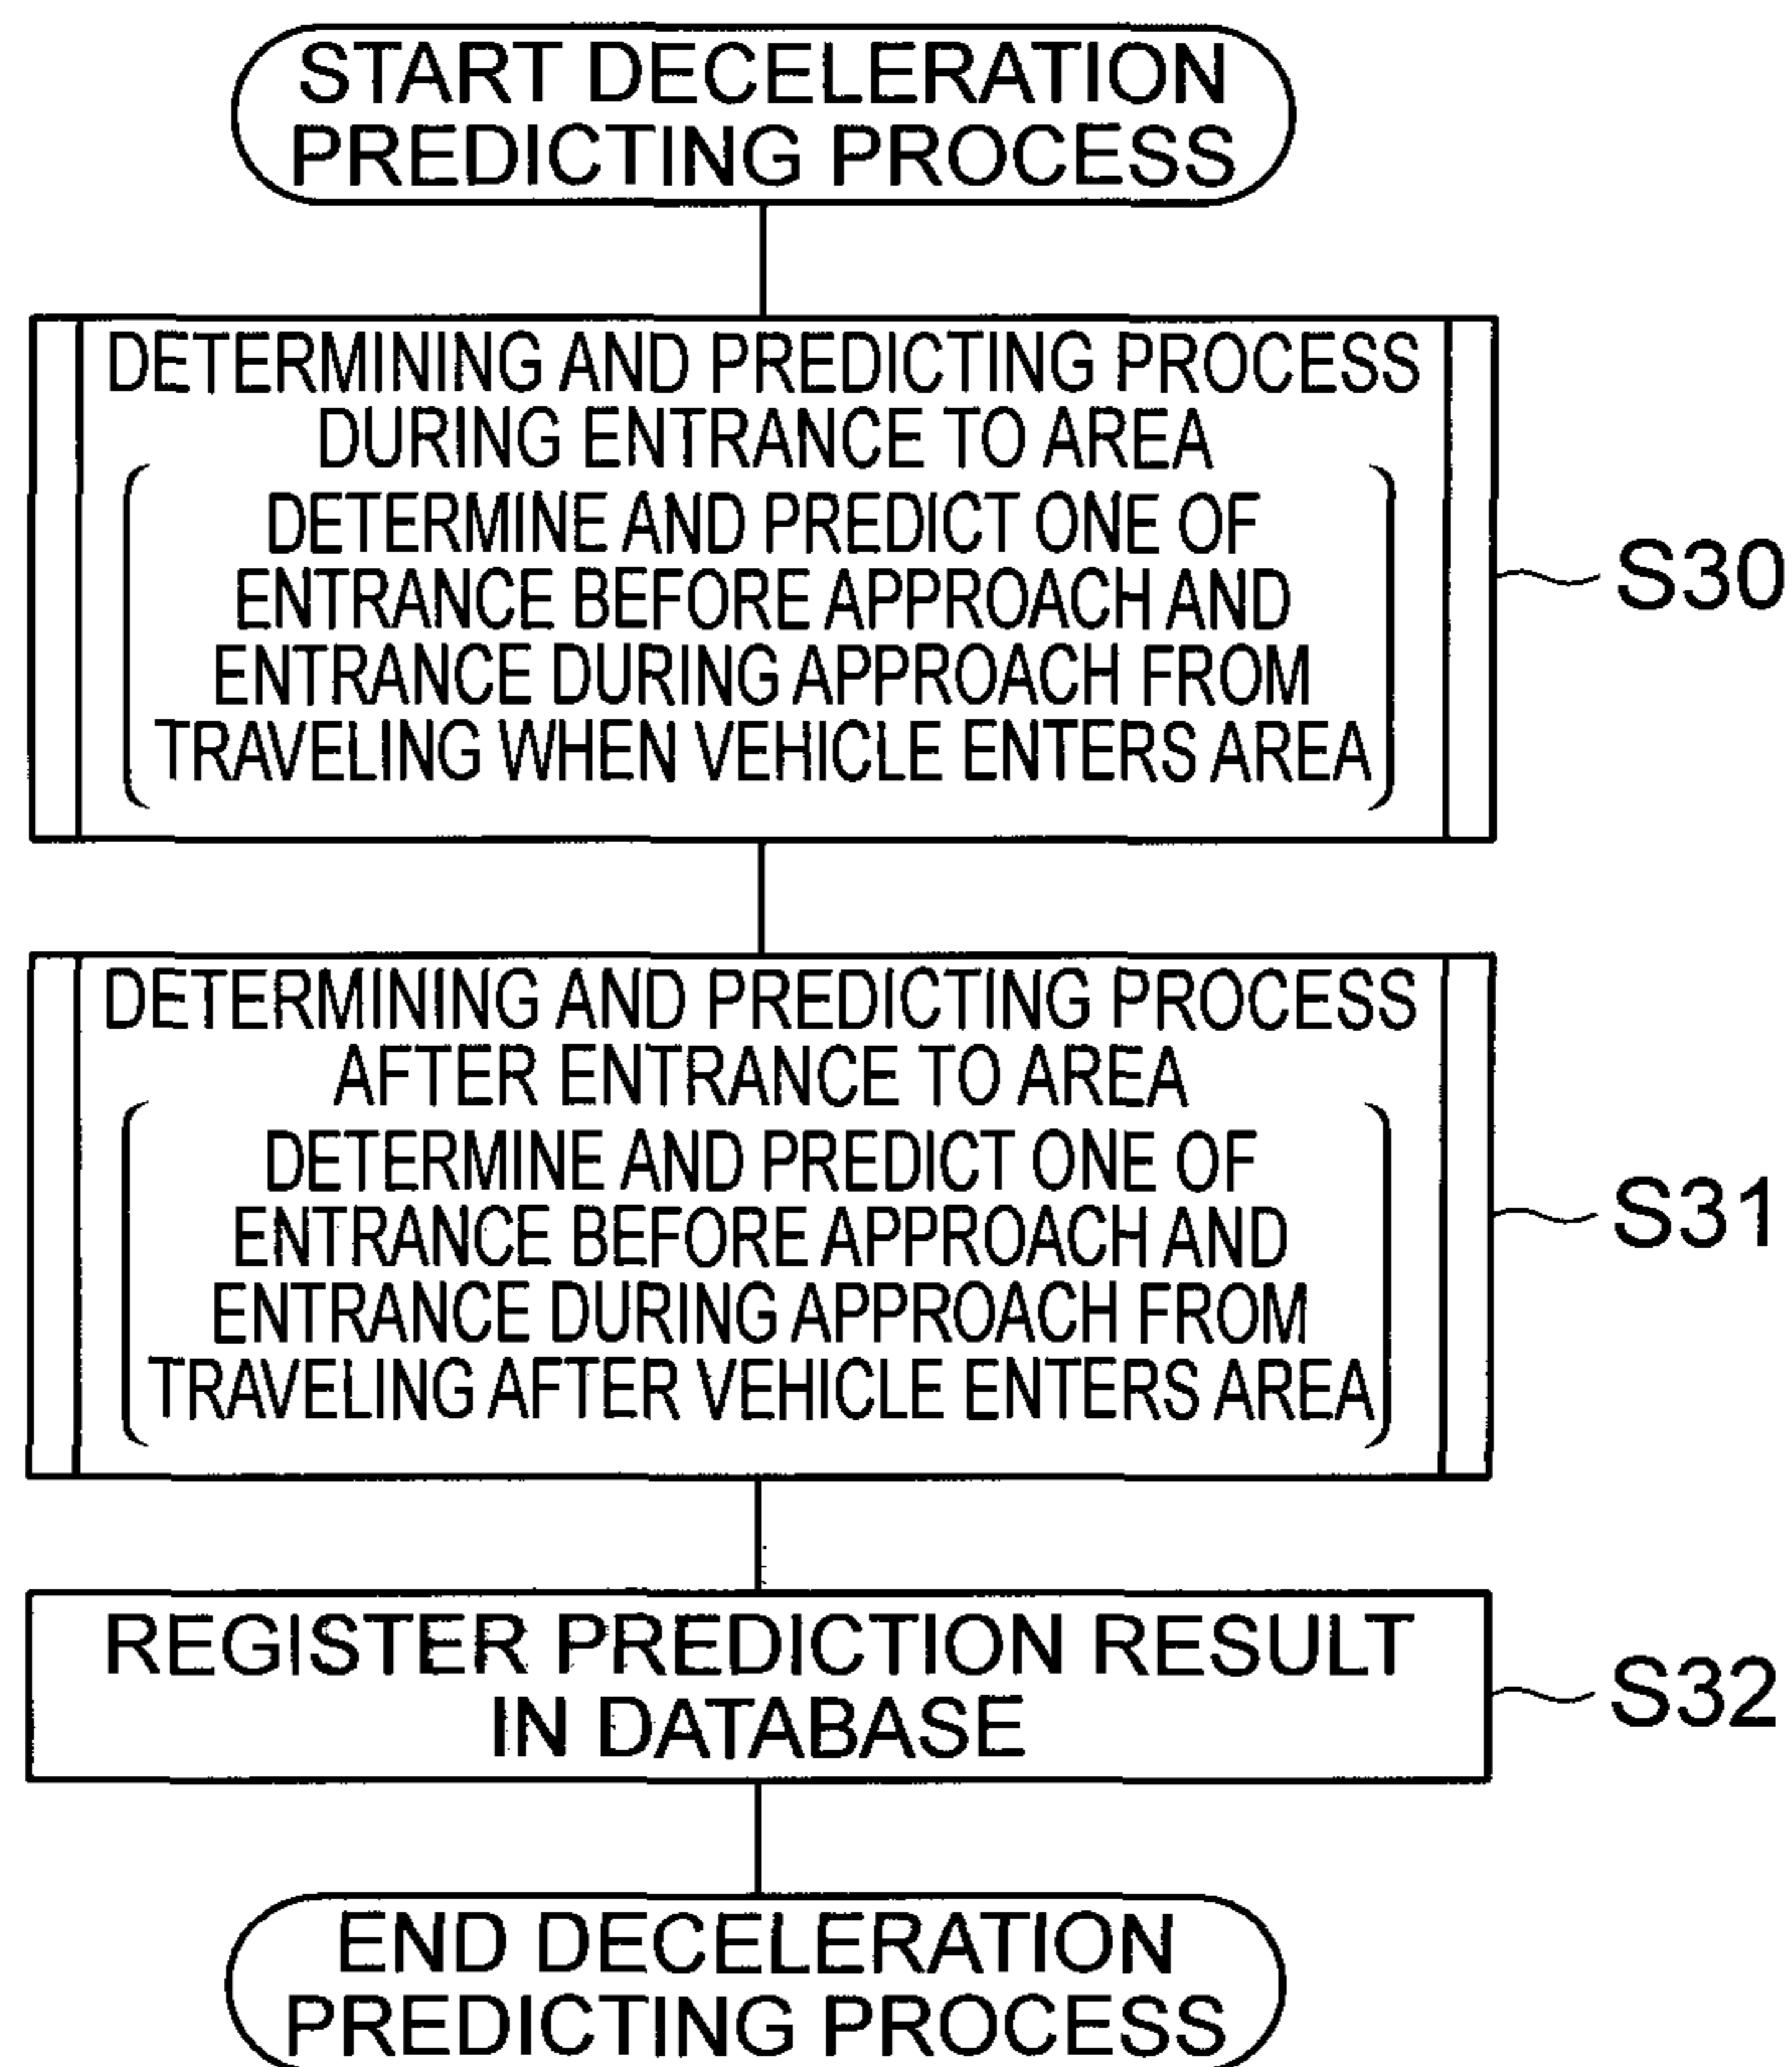 START DECELERATION
PREDICTING PROCESS
DETERMINING AND PREDICTING PROCESS
DURING ENTRANCE TO AREA
DETERMINE AND PREDICT ONE OF
ENTRANCE BEFORE APPROACH AND
ENTRANCE DURING APPROACH FROM
TRAVELING WHEN VEHICLE ENTERS AREA
S30
DETERMINING AND PREDICTING PROCESS
AFTER ENTRANCE TO AREA
DETERMINE AND PREDICT ONE OF
ENTRANCE BEFORE APPROACH AND
ENTRANCE DURING APPROACH FROM
TRAVELING AFTER VEHICLE ENTERS AREA
S31
REGISTER PREDICTION RESULT
IN DATABASE
S32
END DECELERATION
PREDICTING PROCESS